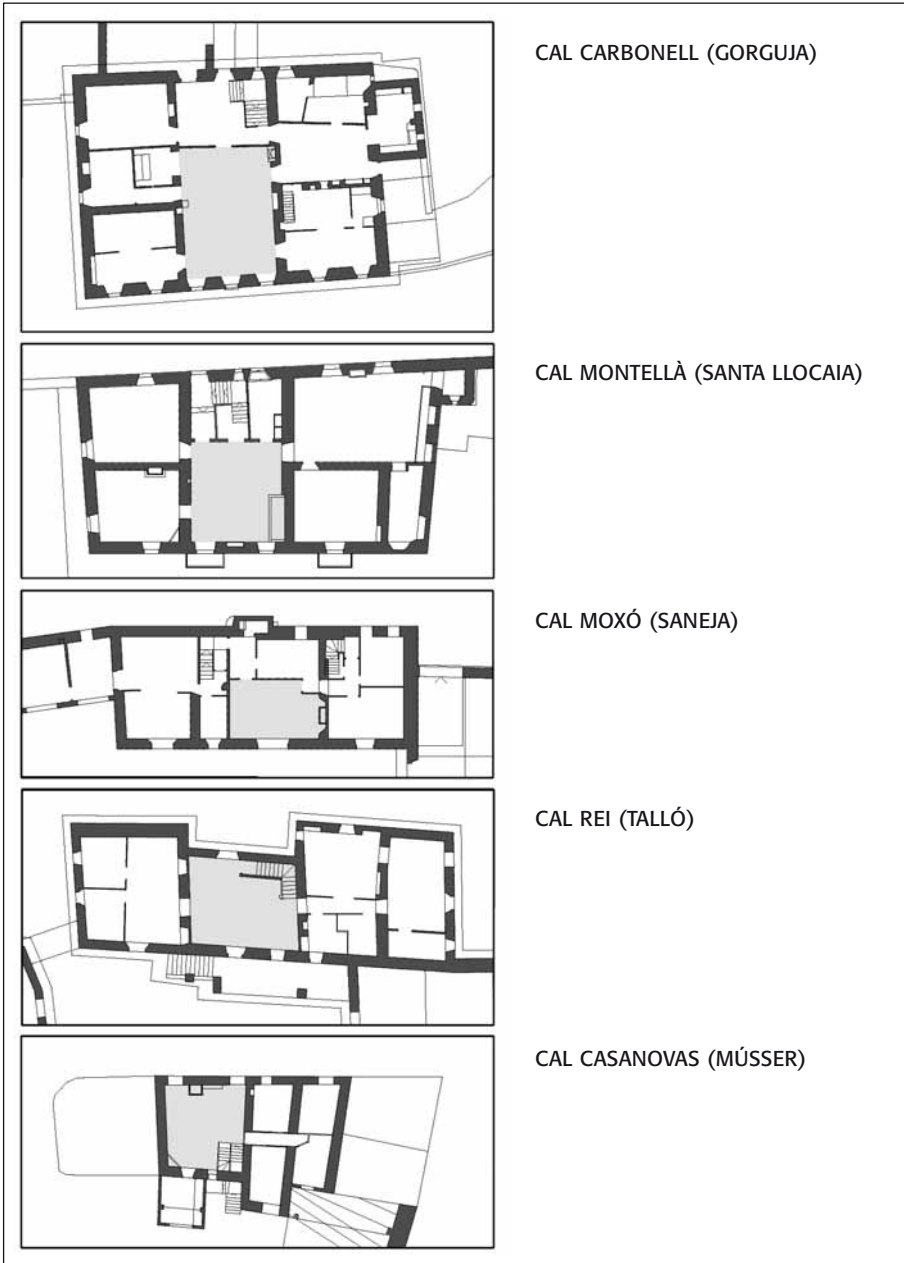 CAL CARBONELL (GORGUJA)
CAL MONTELLÀ (SANTA LLOCAIA)
CAL MOXÓ (SANEJA)
CAL REI (TALLÓ)
CAL CASANOVAS (MÚSSER)